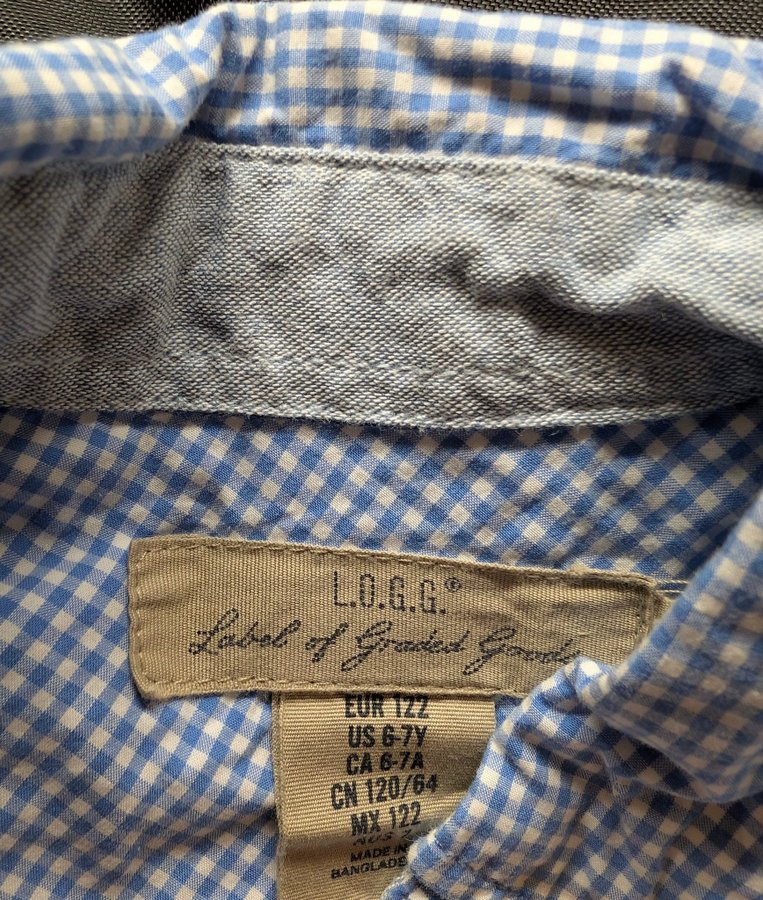 L.O.G.G.®
Label of Graded Goods
EUR 122
US 6-7Y
CA 6-7A
CN 120/64
MX 122
MADE IN
BANGLADESH